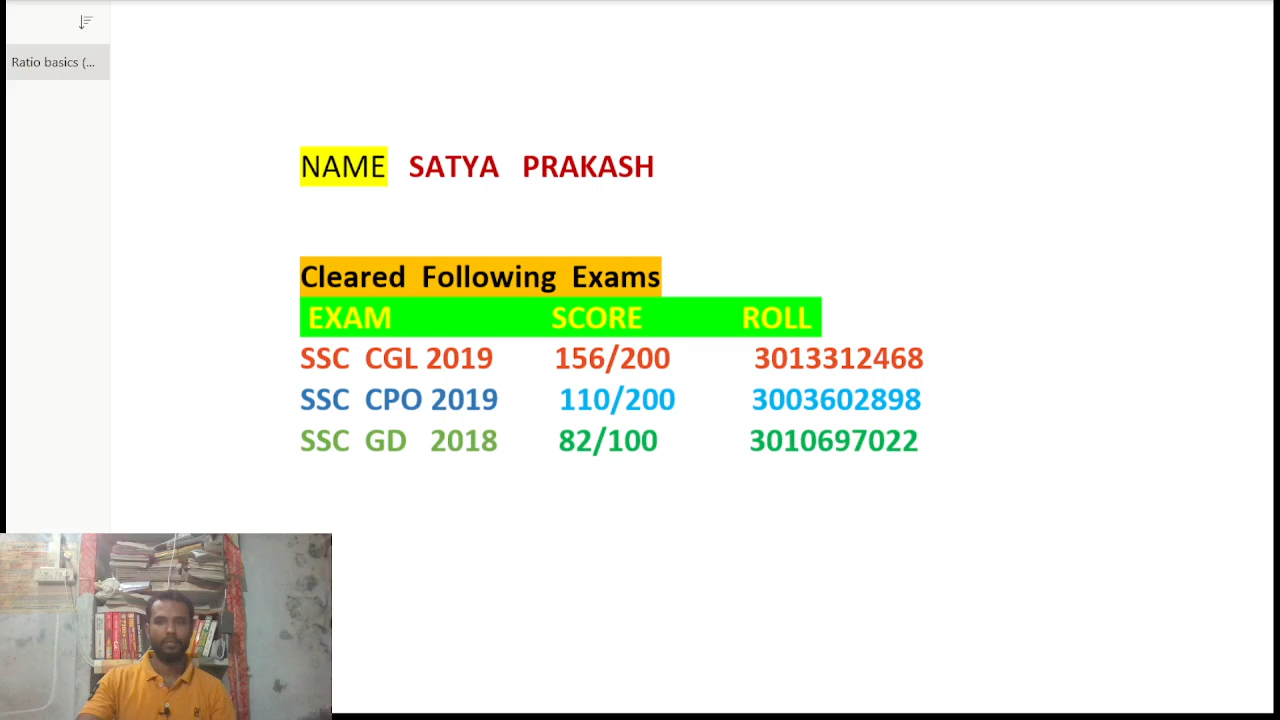 Ratio basics (...
NAME SATYA PRAKASH
Cleared Following Exams
EXAM SCORE ROLL
SSC CGL 2019 156/200 3013312468
SSC CPO 2019 110/200 3003602898
SSC GD 2018 82/100 3010697022